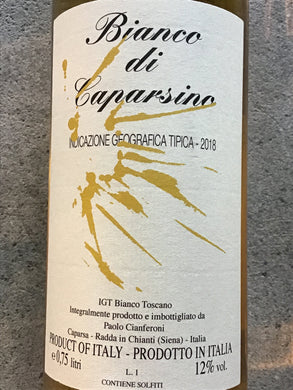 Bianco
di
Caparsino
INDICAZIONE GEOGRAFICA TIPICA - 2018
IGT Bianco Toscano
Integralmente prodotto e imbottigliato da
Paolo Cianferoni
Caparsa - Radda in Chianti (Siena) - Italia
PRODUCT OF ITALY - PRODOTTO IN ITALIA
e 0,75 litri 12% vol.
L. 1
CONTIENE SOLFITI